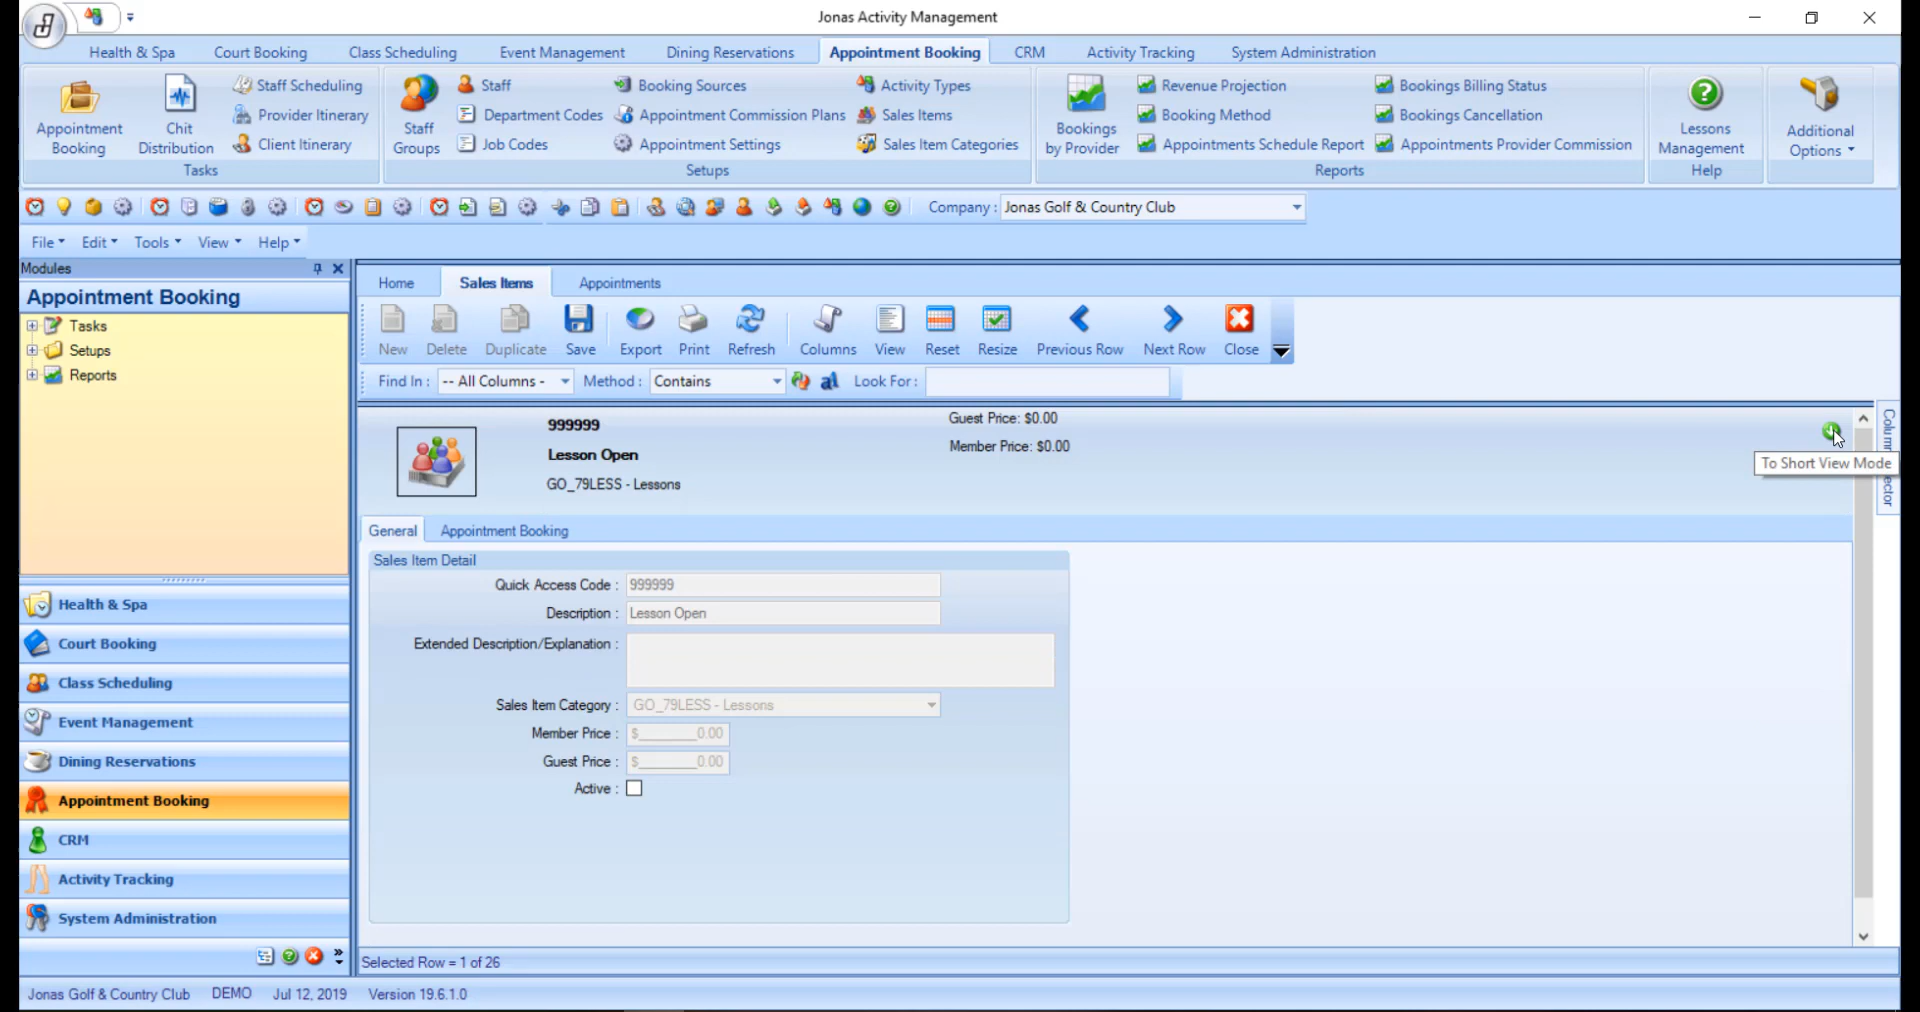 Jonas Activity Management
Health & Spa
Court Booking
Class Scheduling
Event Management
Dining Reservations
Appointment Booking
CRM
Activity Tracking
System Administration
Appointment Booking
Chit Distribution
Staff Scheduling
Provider Itinerary
Client Itinerary
Tasks
Staff Groups
Staff
Department Codes
Job Codes
Booking Sources
Appointment Commission Plans
Appointment Settings
Activity Types
Sales Items
Sales Item Categories
Setups
Bookings by Provider
Revenue Projection
Booking Method
Appointments Schedule Report
Bookings Billing Status
Bookings Cancellation
Appointments Provider Commission
Reports
Lessons Management
Help
Additional Options
Company : Jonas Golf & Country Club
File
Edit
Tools
View
Help
Modules
Appointment Booking
Tasks
Setups
Reports
Health & Spa
Court Booking
Class Scheduling
Event Management
Dining Reservations
Appointment Booking
CRM
Activity Tracking
System Administration
Home
Sales Items
Appointments
New
Delete
Duplicate
Save
Export
Print
Refresh
Columns
View
Reset
Resize
Previous Row
Next Row
Close
Find In : -- All Columns -
Method : Contains
Look For :
999999
Lesson Open
GO_79LESS - Lessons
Guest Price: $0.00
Member Price: $0.00
To Short View Mode
General
Appointment Booking
Sales Item Detail
Quick Access Code : 999999
Description : Lesson Open
Extended Description/Explanation :
Sales Item Category : GO_79LESS - Lessons
Member Price : $_______0.00
Guest Price : $_______0.00
Active :
Selected Row = 1 of 26
Jonas Golf & Country Club
DEMO
Jul 12, 2019
Version 19.6.1.0